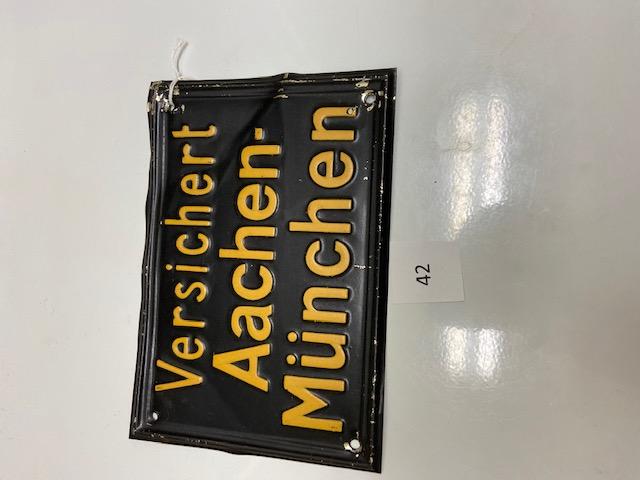 Versichert
Aachen-
München
42